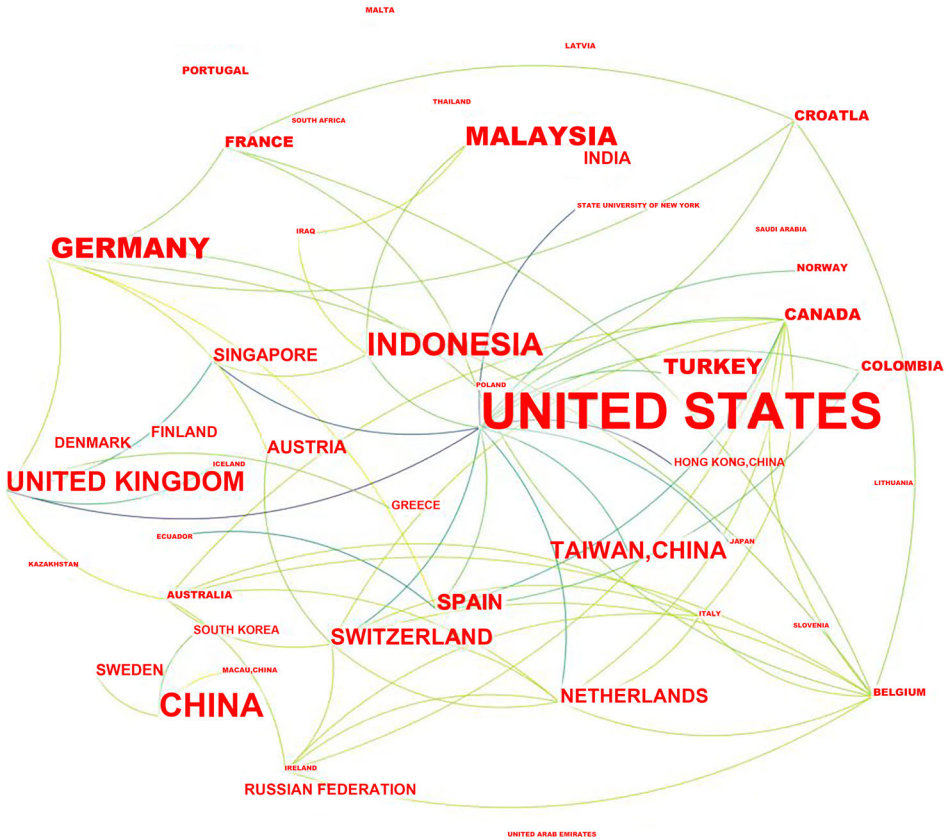 MALTA
LATVIA
PORTUGAL
THAILAND
SOUTH AFRICA
CROATLA
FRANCE
MALAYSIA
INDIA
STATE UNIVERSITY OF NEW YORK
IRAQ
SAUDI ARABIA
GERMANY
NORWAY
CANADA
INDONESIA
SINGAPORE
TURKEY
COLOMBIA
POLAND
UNITED STATES
FINLAND
DENMARK
AUSTRIA
ICELAND
HONG KONG,CHINA
UNITED KINGDOM
LITHUANIA
GREECE
ECUADOR
JAPAN
TAIWAN,CHINA
KAZAKHSTAN
AUSTRALIA
SPAIN
ITALY
SLOVENIA
SOUTH KOREA
SWITZERLAND
SWEDEN
MACAU,CHINA
BELGIUM
NETHERLANDS
CHINA
IRELAND
RUSSIAN FEDERATION
UNITED ARAB EMIRATES